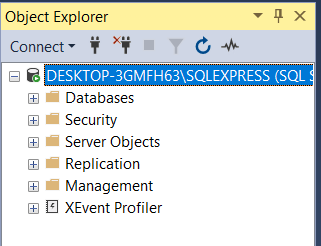 Object Explorer
Connect
DESKTOP-3GMFH63\SQLEXPRESS (SQL S
Databases
Security
Server Objects
Replication
Management
XEvent Profiler